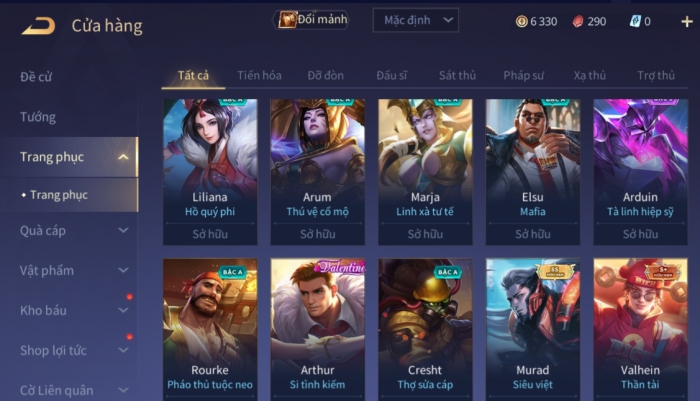 Cửa hàng
Đổi mảnh
Mặc định
6 330
290
0
Đề cử
Tướng
Trang phục
Trang phục
Quà cáp
Vật phẩm
Kho báu
Shop lợi tức
Cờ Liên quân
Tất cả Tiến hóa Đỡ đòn Đấu sĩ Sát thủ Pháp sư Xạ thủ Trợ thủ
BẬC A BẬC A BẬC A BẬC A
Liliana Arum Marja Elsu Arduin
Hồ quý phi Thú vệ cổ mộ Linh xà tư tế Mafia Tà linh hiệp sỹ
Sở hữu Sở hữu Sở hữu Sở hữu Sở hữu
BẬC A Valentine BẬC A SS S+
Rourke Arthur Cresht Murad Valhein
Pháo thủ tuộc neo Si tình kiếm Thợ sửa cáp Siêu việt Thần tài